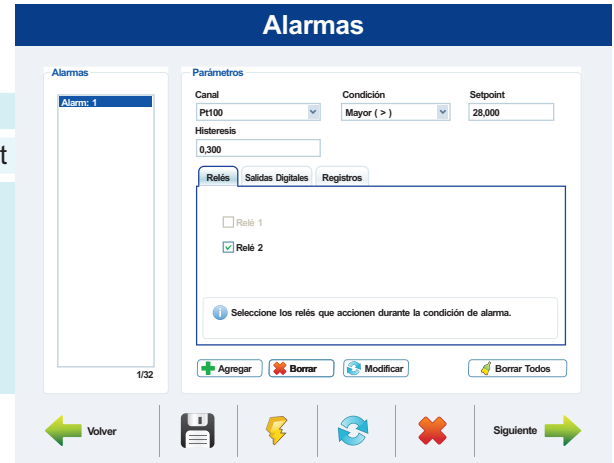 Alarmas
Alarmas
Alarm: 1
1/32
Parámetros
Canal
Condición
Setpoint
Pt100
Mayor ( > )
28,000
Histeresis
0,300
Relés
Salidas Digitales
Registros
Relé 1
Relé 2
Seleccione los relés que accionen durante la condición de alarma.
Agregar
Borrar
Modificar
Borrar Todos
Volver
Siguiente
t